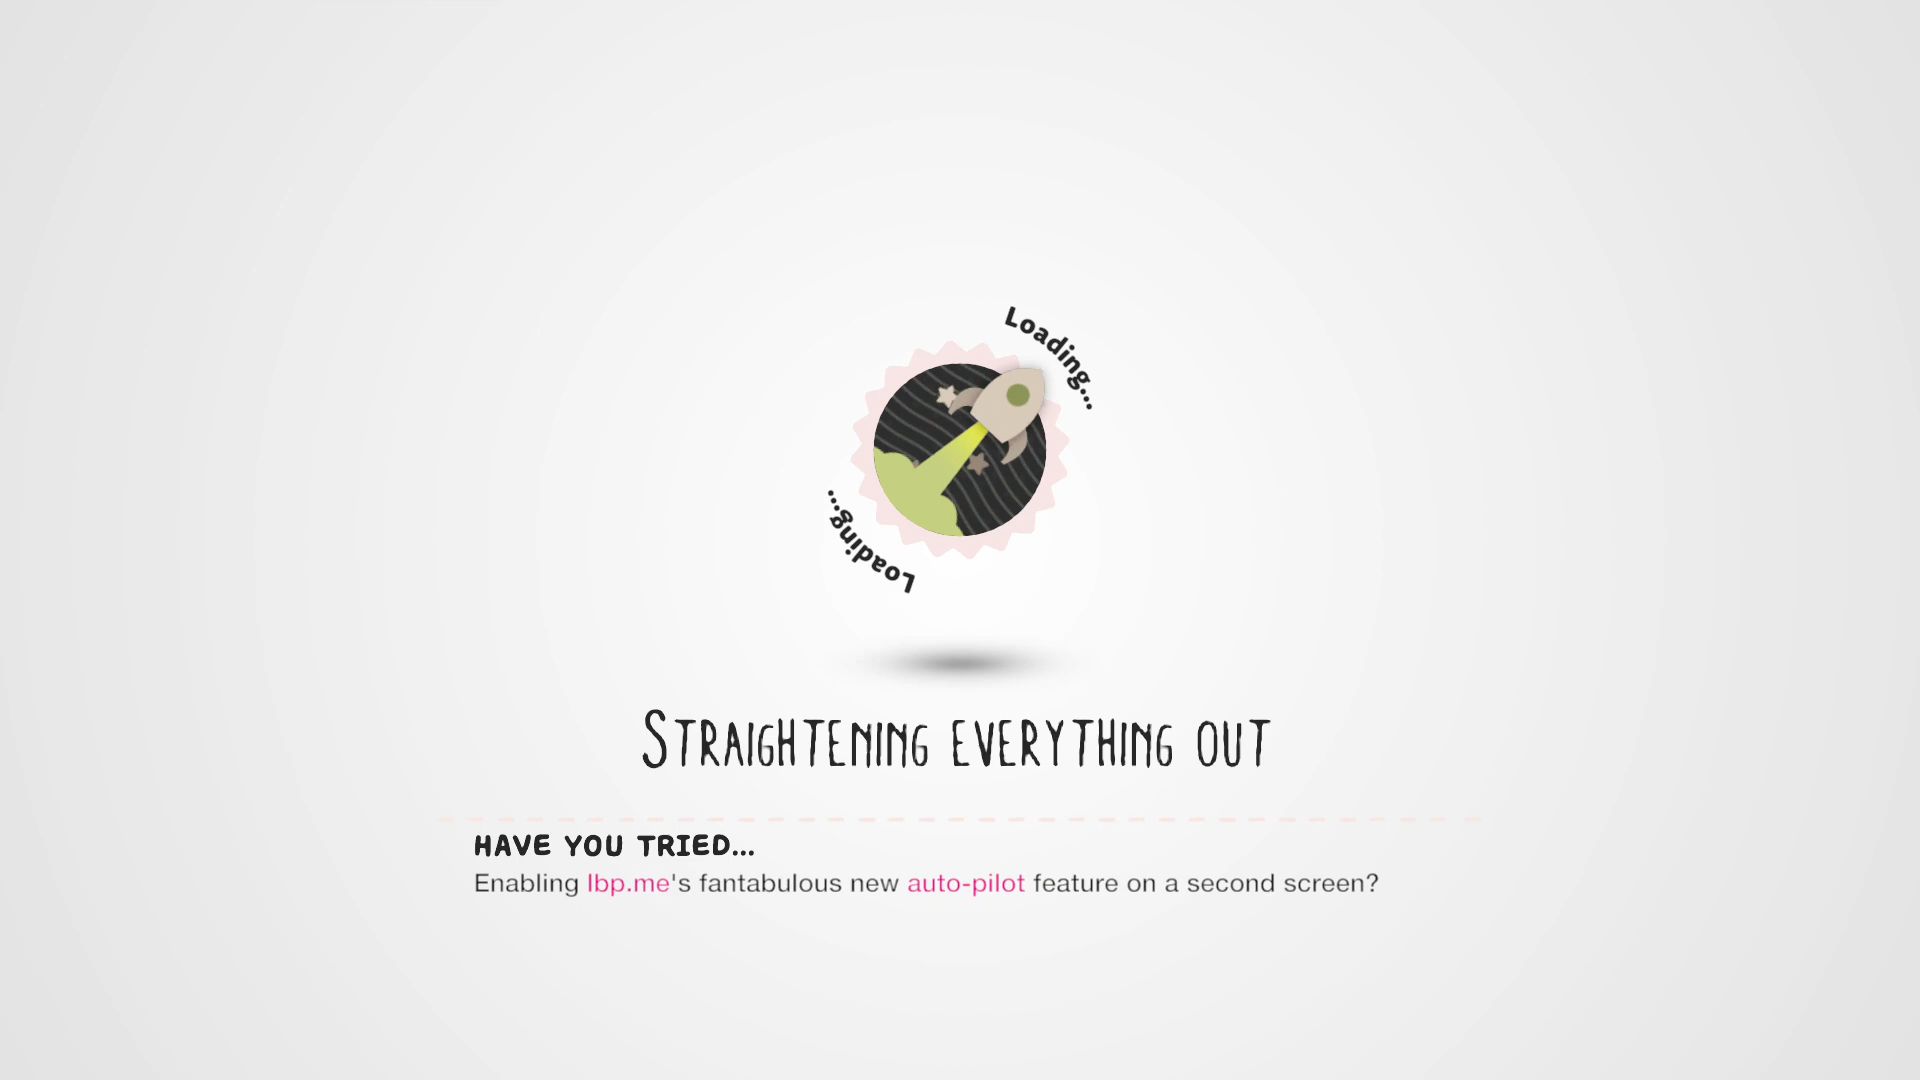 Loading...
Loading...
Straightening everything out
HAVE YOU TRIED...
Enabling lbp.me's fantabulous new auto-pilot feature on a second screen?